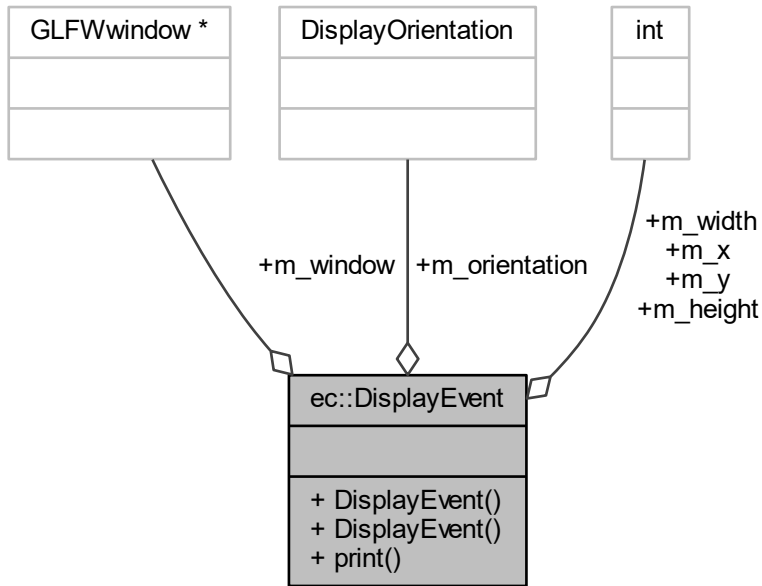 GLFWwindow *
DisplayOrientation
int
+m_window
+m_orientation
+m_width
+m_x
+m_y
+m_height
ec::DisplayEvent
+ DisplayEvent()
+ DisplayEvent()
+ print()